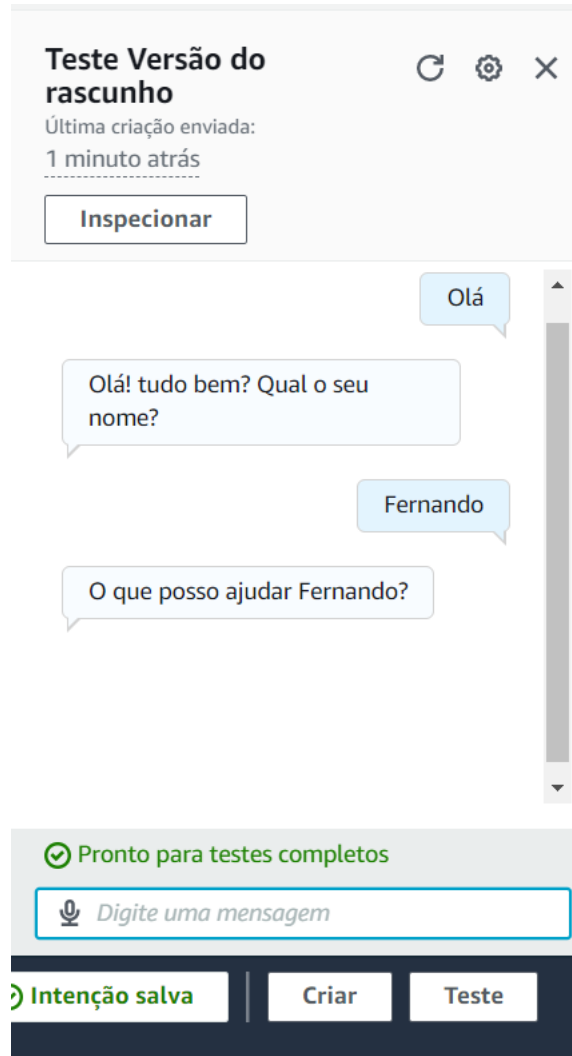 Teste Versão do
rascunho
Última criação enviada:
1 minuto atrás
Inspecionar
Olá
Olá! tudo bem? Qual o seu
nome?
Fernando
O que posso ajudar Fernando?
Pronto para testes completos
Digite uma mensagem
Intenção salva
Criar
Teste